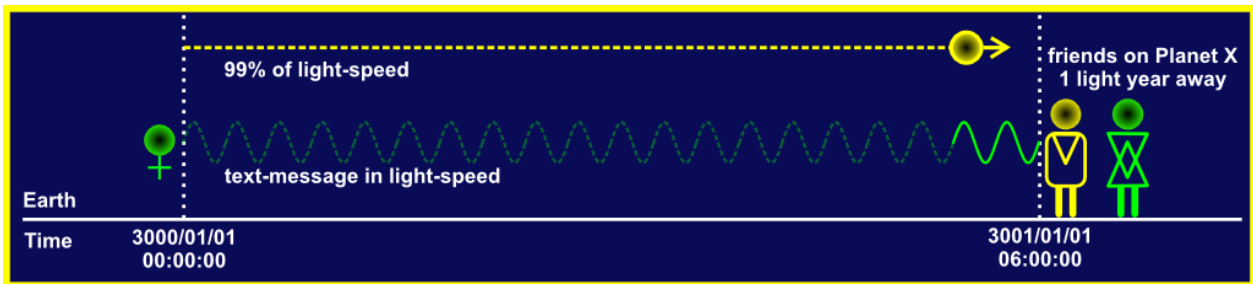 99% of light-speed
friends on Planet X
1 light year away
text-message in light-speed
Earth
Time
3000/01/01
00:00:00
3001/01/01
06:00:00